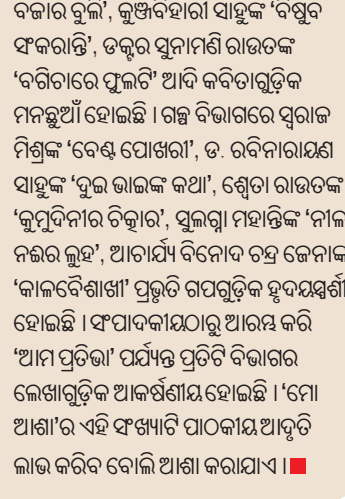 ବଜାର ବୁଲି’, କୁଞ୍ଜବିହାରୀ ସାହୁଙ୍କ ‘ବିଷୁବ
ସଂକରାନ୍ତି’, ଡକ୍ଟର ସୁନାମଣି ରାଉତଙ୍କ
‘ବଗିଚାରେ ଫୁଲଟି’ ଆଦି କବିତାଗୁଡ଼ିକ
ମନଛୁଆଁ ହୋଇଛି । ଗଳ୍ପ ବିଭାଗରେ ସ୍ୱରାଜ
ମିଶ୍ରଙ୍କ ‘ବେଣ୍ଟ ପୋଖରୀ’, ଡ. ରବିନାରାୟଣ
ସାହୁଙ୍କ ‘ଦୁଇ ଭାଇଙ୍କ କଥା’, ଶ୍ୱେତା ରାଉତଙ୍କ
‘କୁମୁଦିନୀର ଚିତ୍କାର’, ସୁଲଗ୍ନା ମହାନ୍ତିଙ୍କ ‘ନୀଳ
ନଈର ଲୁହ’, ଆଚାର୍ଯ୍ୟ ବିନୋଦ ଚନ୍ଦ୍ର ଜେନାଙ୍କ
‘କାଳବୈଶାଖୀ’ ପ୍ରଭୃତି ଗପଗୁଡ଼ିକ ହୃଦୟସ୍ପର୍ଶୀ
ହୋଇଛି । ସଂପାଦକୀୟଠାରୁ ଆରମ୍ଭ କରି
‘ଆମ ପ୍ରତିଭା’ ପର୍ଯ୍ୟନ୍ତ ପ୍ରତିଟି ବିଭାଗର
ଲେଖାଗୁଡ଼ିକ ଆକର୍ଷଣୀୟ ହୋଇଛି । ‘ମୋ
ଆଶା’ର ଏହି ସଂଖ୍ୟାଟି ପାଠକୀୟ ଆଦୃତି
ଲାଭ କରିବ ବୋଲି ଆଶା କରାଯାଏ ।